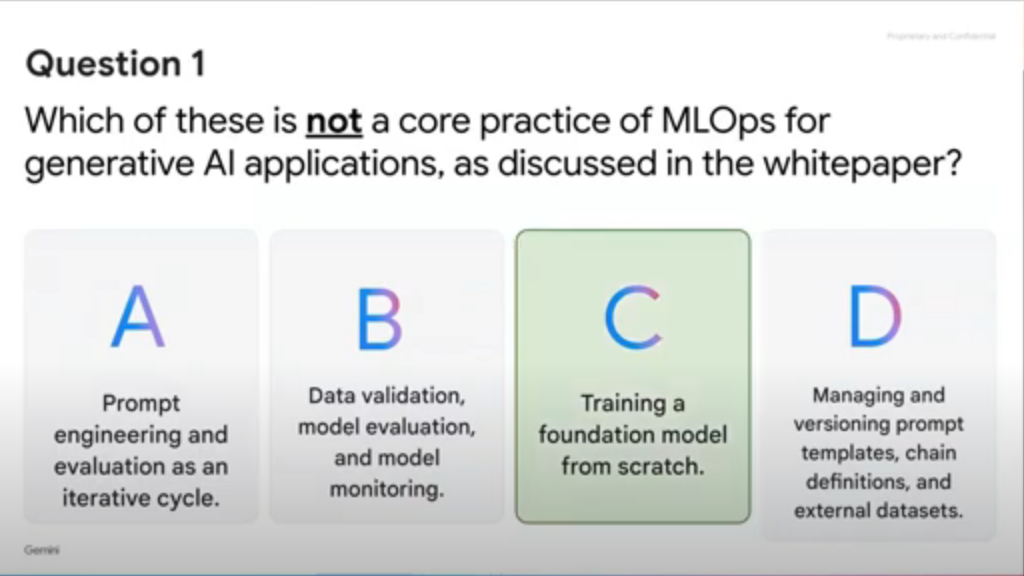 Proprietary and Confidential
Question 1
Which of these is not a core practice of MLOps for
generative AI applications, as discussed in the whitepaper?
A
Prompt
engineering and
evaluation as an
iterative cycle.
B
Data validation,
model evaluation,
and model
monitoring.
C
Training a
foundation model
from scratch.
D
Managing and
versioning prompt
templates, chain
definitions, and
external datasets.
Gemini